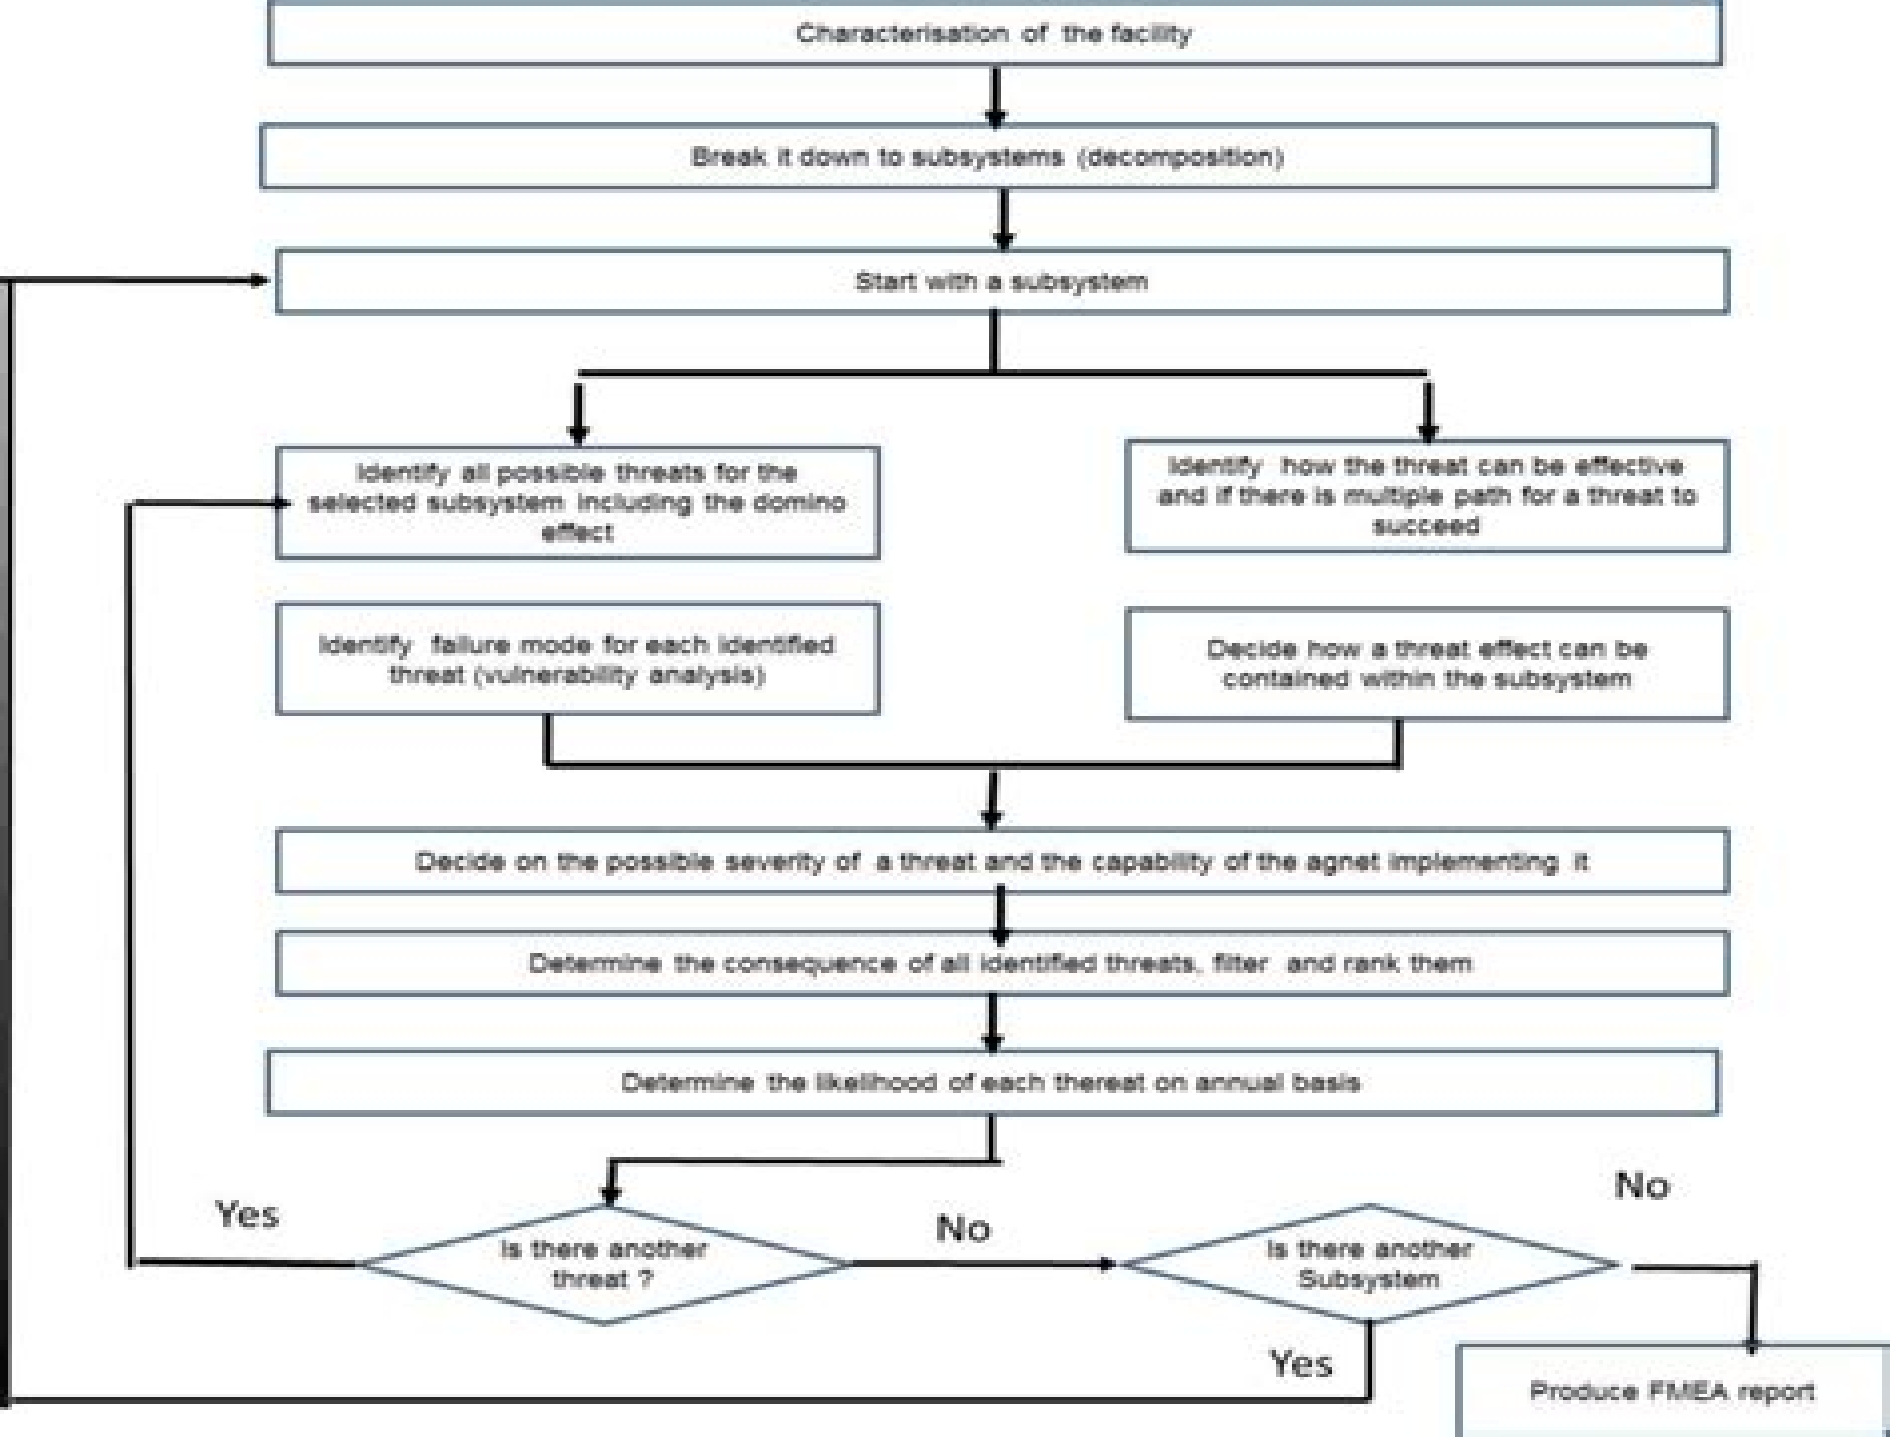 Characterisation of the facility
Break it down to subsystems (decomposition)
Start with a subsystem
Identify all possible threats for the
selected subsystem including the domino
effect
Identify how the threat can be effective
and if there is multiple path for a threat to
succeed
Identify failure mode for each identified
threat (vulnerability analysis)
Decide how a threat effect can be
contained within the subsystem
Decide on the possible severity of a threat and the capability of the agnet implementing it
Determine the consequence of all identified threats, filter and rank them
Determine the likelihood of each thereat on annual basis
No
Yes
No
Is there another
threat ?
Is there another
Subsystem
Yes
Produce FMEA report